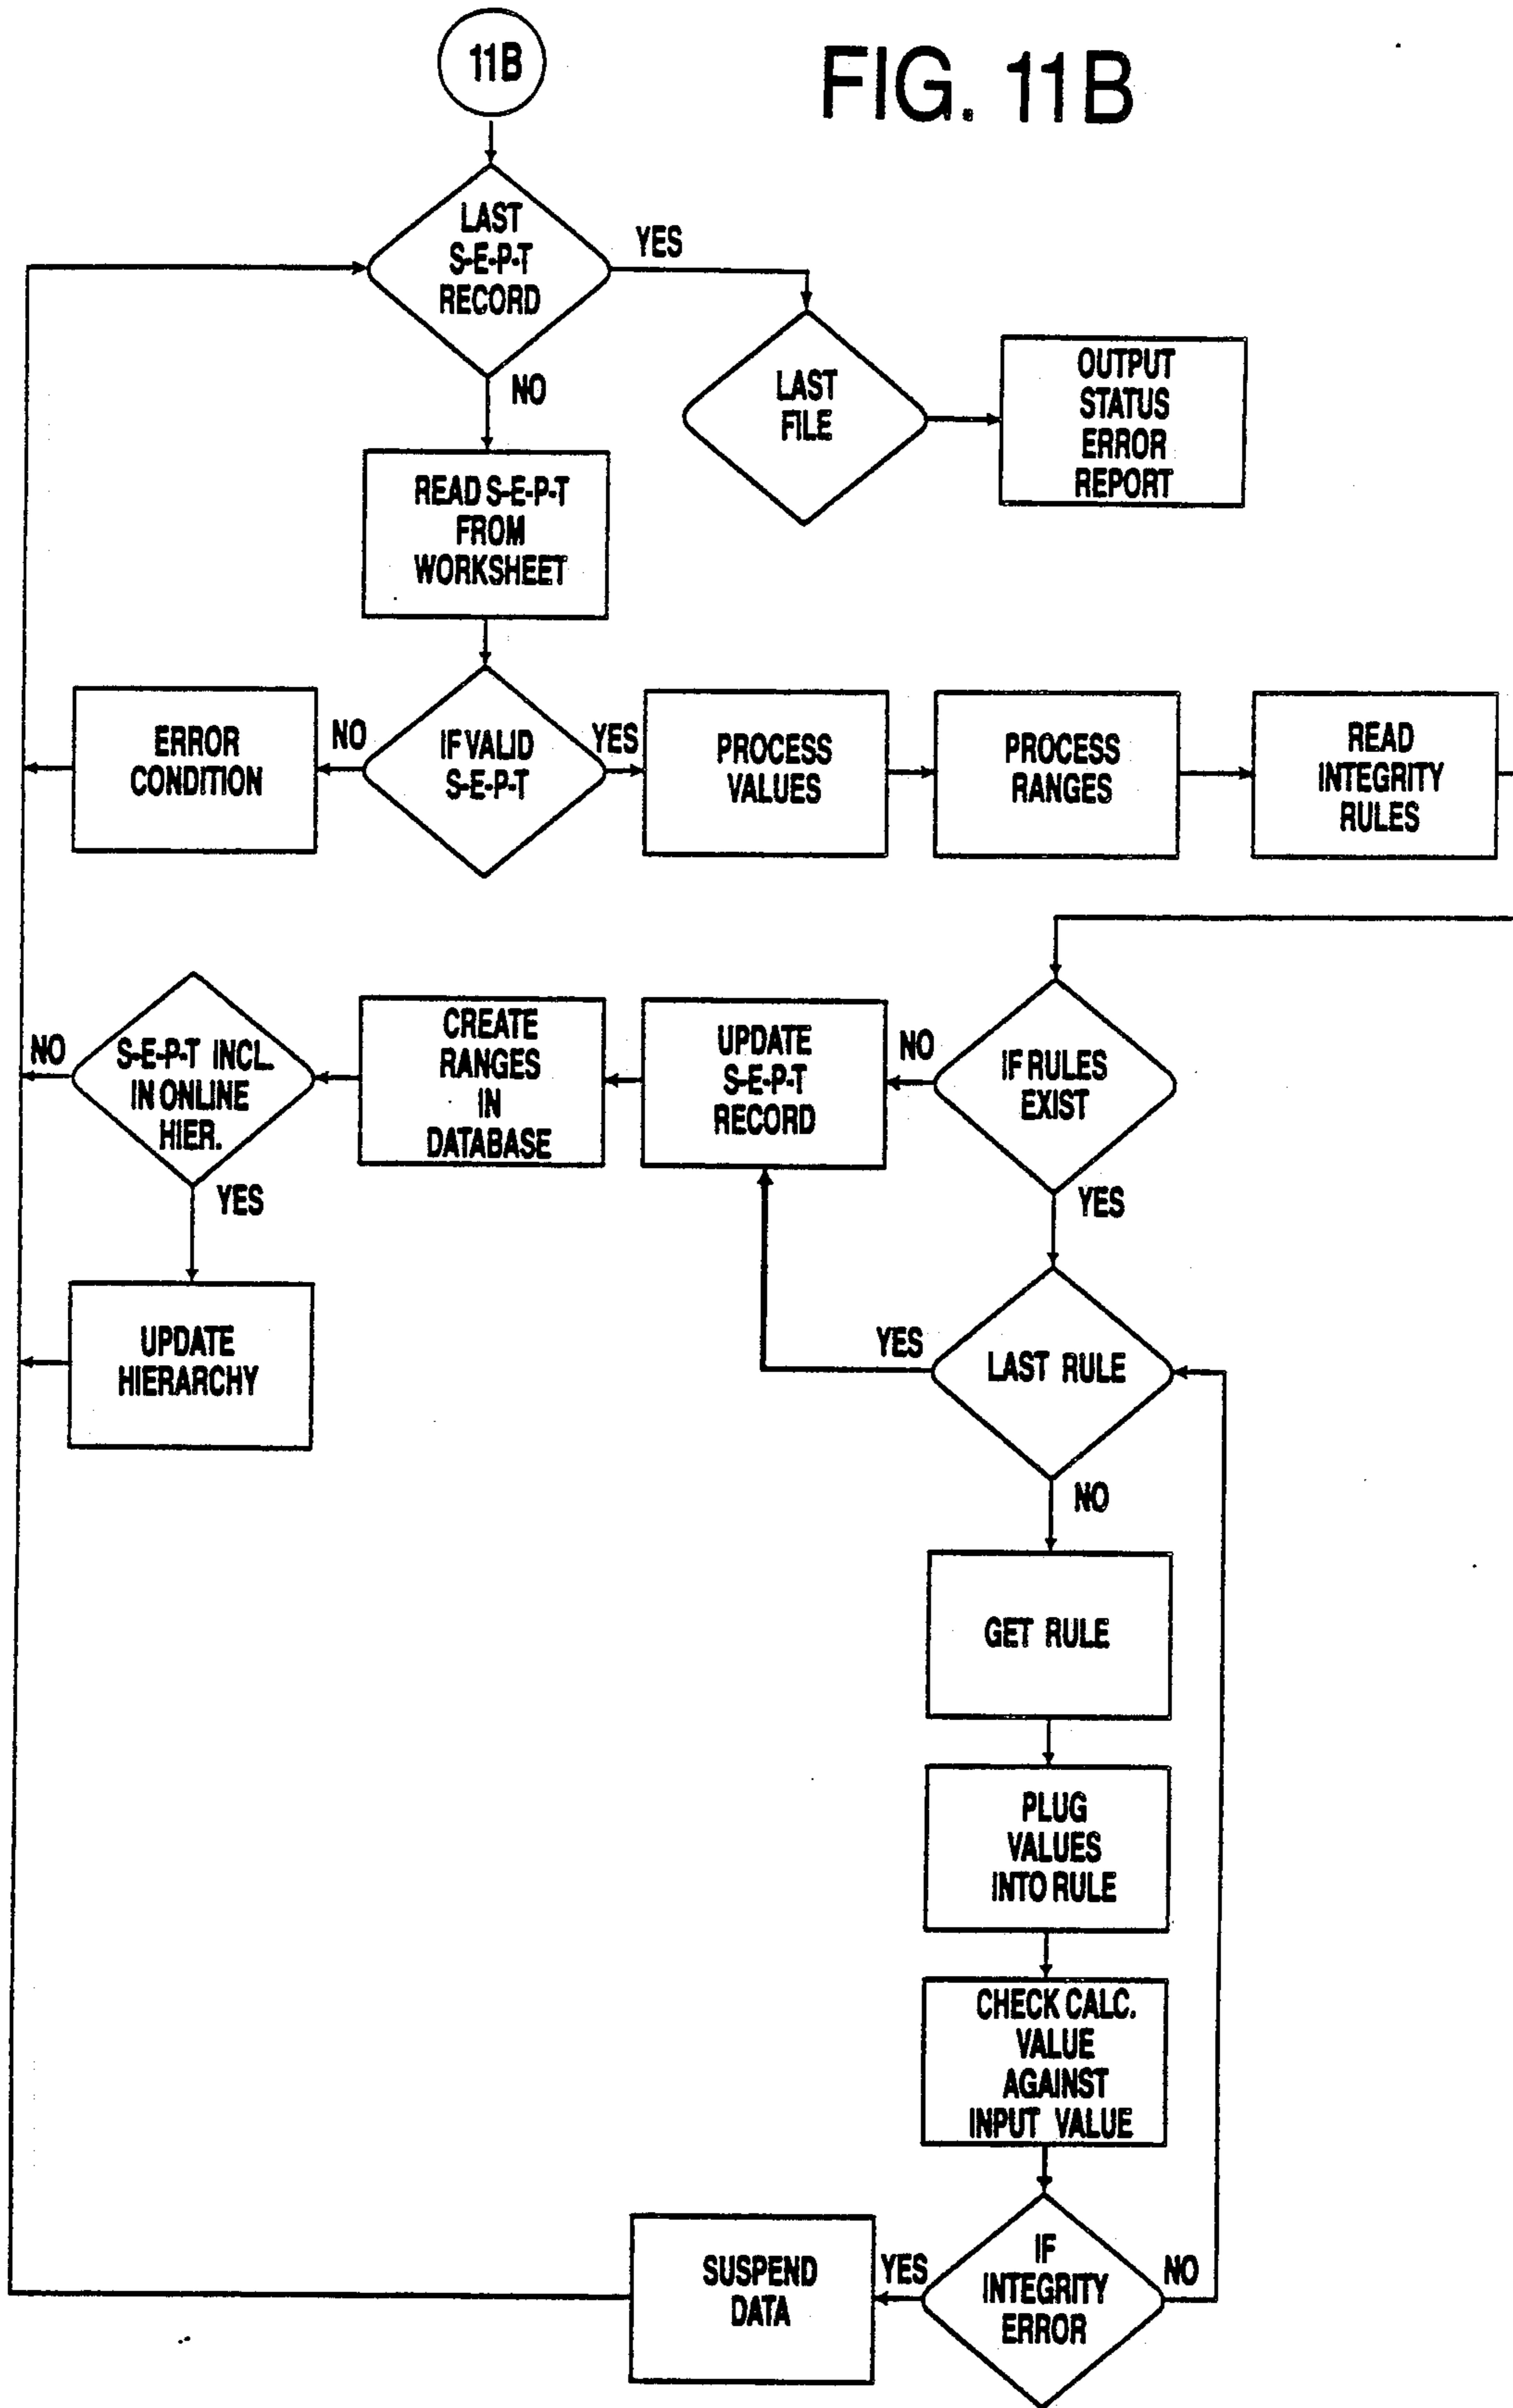 11B
FIG. 11B
LAST
S-E-P-T
RECORD
YES
NO
LAST
FILE
OUTPUT
STATUS
ERROR
REPORT
READ S-E-P-T
FROM
WORKSHEET
ERROR
CONDITION
NO
IF VALID
S-E-P-T
YES
PROCESS
VALUES
PROCESS
RANGES
READ
INTEGRITY
RULES
NO
S-E-P-T INCL.
IN ONLINE
HIER.
YES
CREATE
RANGES
IN
DATABASE
UPDATE
S-E-P-T
RECORD
NO
IF RULES
EXIST
YES
UPDATE
HIERARCHY
YES
LAST RULE
NO
GET RULE
PLUG
VALUES
INTO RULE
CHECK CALC.
VALUE
AGAINST
INPUT VALUE
SUSPEND
DATA
YES
IF
INTEGRITY
ERROR
NO